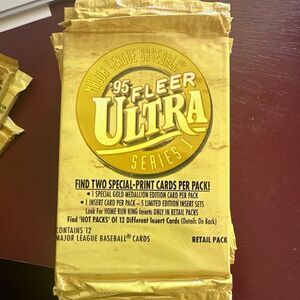 MAJOR LEAGUE BASEBALL
'95 FLEER
ULTRA
SERIES I
FIND TWO SPECIAL-PRINT CARDS PER PACK!
• 1 SPECIAL GOLD MEDALLION EDITION CARD PER PACK
• 1 INSERT CARD PER PACK — 5 LIMITED EDITION INSERT SETS
Look For HOME RUN KING Inserts ONLY IN RETAIL PACKS
Find 'HOT PACKS' Of 12 Different Insert Cards (Details On Back)
CONTAINS 12
MAJOR LEAGUE BASEBALL® CARDS
RETAIL PACK